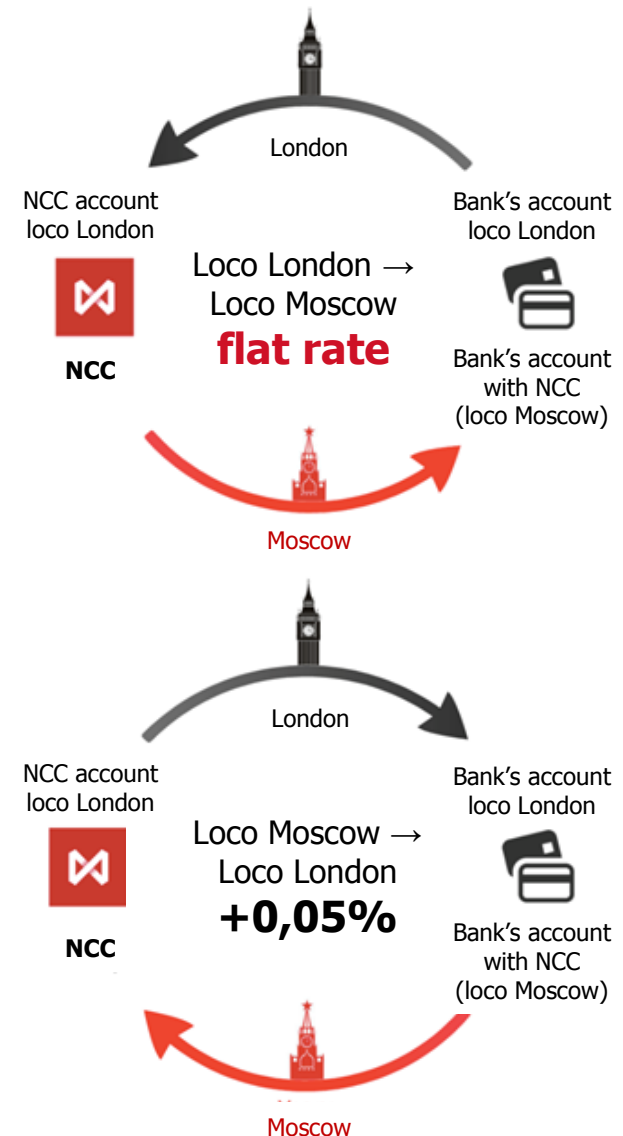 London
NCC account
loco London
Bank's account
loco London
Loco London →
Loco Moscow
flat rate
NCC
Bank's account
with NCC
(loco Moscow)
Moscow
London
NCC account
loco London
Bank's account
loco London
Loco Moscow →
Loco London
+0,05%
NCC
Bank's account
with NCC
(loco Moscow)
Moscow